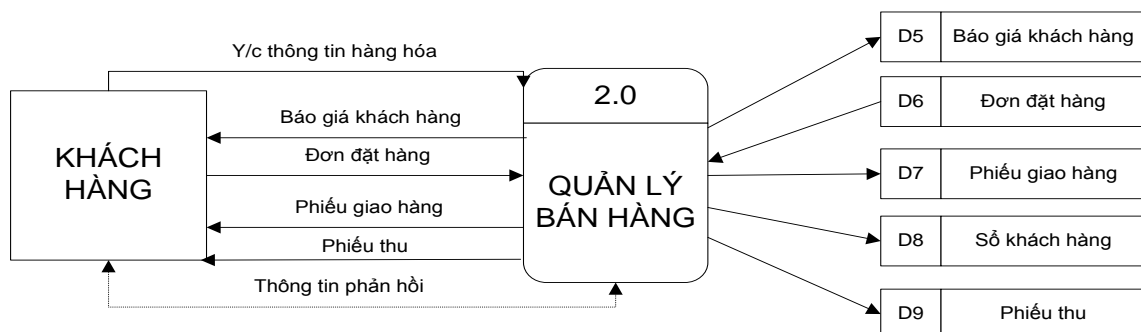 Y/c thông tin hàng hóa
KHÁCH
HÀNG
Báo giá khách hàng
Đơn đặt hàng
Phiếu giao hàng
Phiếu thu
Thông tin phản hồi
2.0
QUẢN LÝ
BÁN HÀNG
D5 Báo giá khách hàng
D6 Đơn đặt hàng
D7 Phiếu giao hàng
D8 Sổ khách hàng
D9 Phiếu thu